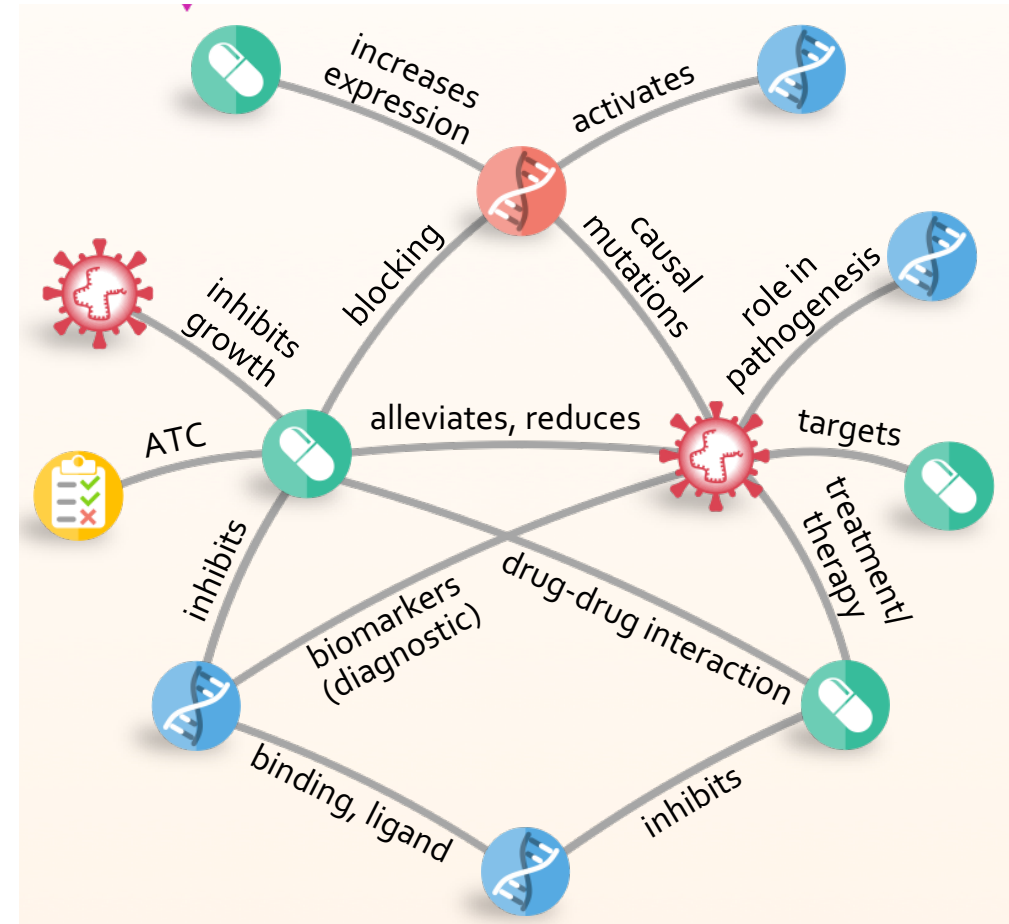 increases
expression
activates
causal
mutations
blocking
role in
pathogenesis
inhibits
growth
alleviates, reduces
targets
ATC
treatment/
therapy
inhibits
biomarkers
(diagnostic)
drug-drug interaction
binding, ligand
inhibits